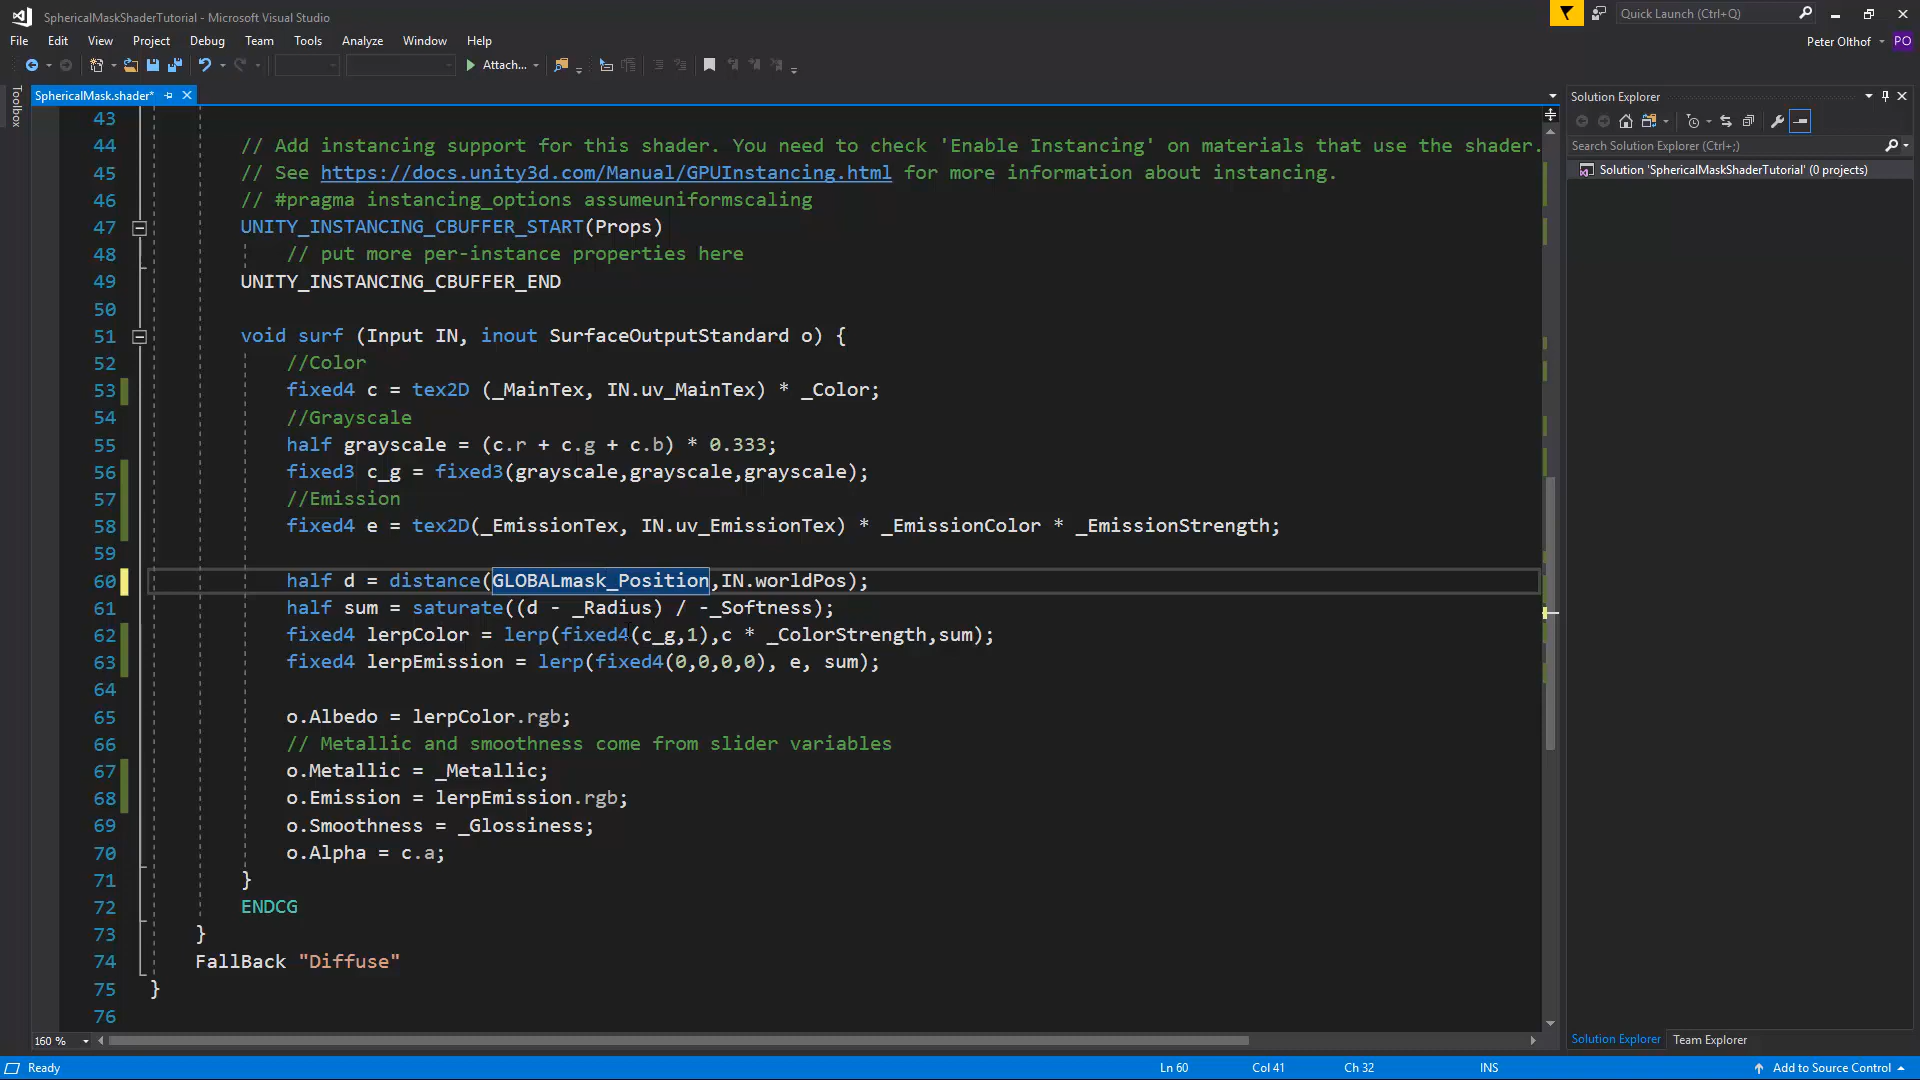 SphericalMaskShaderTutorial - Microsoft Visual Studio
Quick Launch (Ctrl+Q)
File Edit View Project Debug Team Tools Analyze Window Help
Peter Olthof PO
Attach...
Toolbox
SphericalMask.shader*
Solution Explorer
Search Solution Explorer (Ctrl+;)
Solution 'SphericalMaskShaderTutorial' (0 projects)
43
44 // Add instancing support for this shader. You need to check 'Enable Instancing' on materials that use the shader.
45 // See https://docs.unity3d.com/Manual/GPUInstancing.html for more information about instancing.
46 // #pragma instancing_options assumeuniformscaling
47 UNITY_INSTANCING_CBUFFER_START(Props)
48 // put more per-instance properties here
49 UNITY_INSTANCING_CBUFFER_END
50
51 void surf (Input IN, inout SurfaceOutputStandard o) {
52 //Color
53 fixed4 c = tex2D (_MainTex, IN.uv_MainTex) * _Color;
54 //Grayscale
55 half grayscale = (c.r + c.g + c.b) * 0.333;
56 fixed3 c_g = fixed3(grayscale,grayscale,grayscale);
57 //Emission
58 fixed4 e = tex2D(_EmissionTex, IN.uv_EmissionTex) * _EmissionColor * _EmissionStrength;
59
60 half d = distance(GLOBALmask_Position,IN.worldPos);
61 half sum = saturate((d - _Radius) / -_Softness);
62 fixed4 lerpColor = lerp(fixed4(c_g,1),c * _ColorStrength,sum);
63 fixed4 lerpEmission = lerp(fixed4(0,0,0,0), e, sum);
64
65 o.Albedo = lerpColor.rgb;
66 // Metallic and smoothness come from slider variables
67 o.Metallic = _Metallic;
68 o.Emission = lerpEmission.rgb;
69 o.Smoothness = _Glossiness;
70 o.Alpha = c.a;
71 }
72 ENDCG
73 }
74 FallBack "Diffuse"
75 }
76
160 %
Solution Explorer Team Explorer
Ready Ln 60 Col 41 Ch 32 INS Add to Source Control